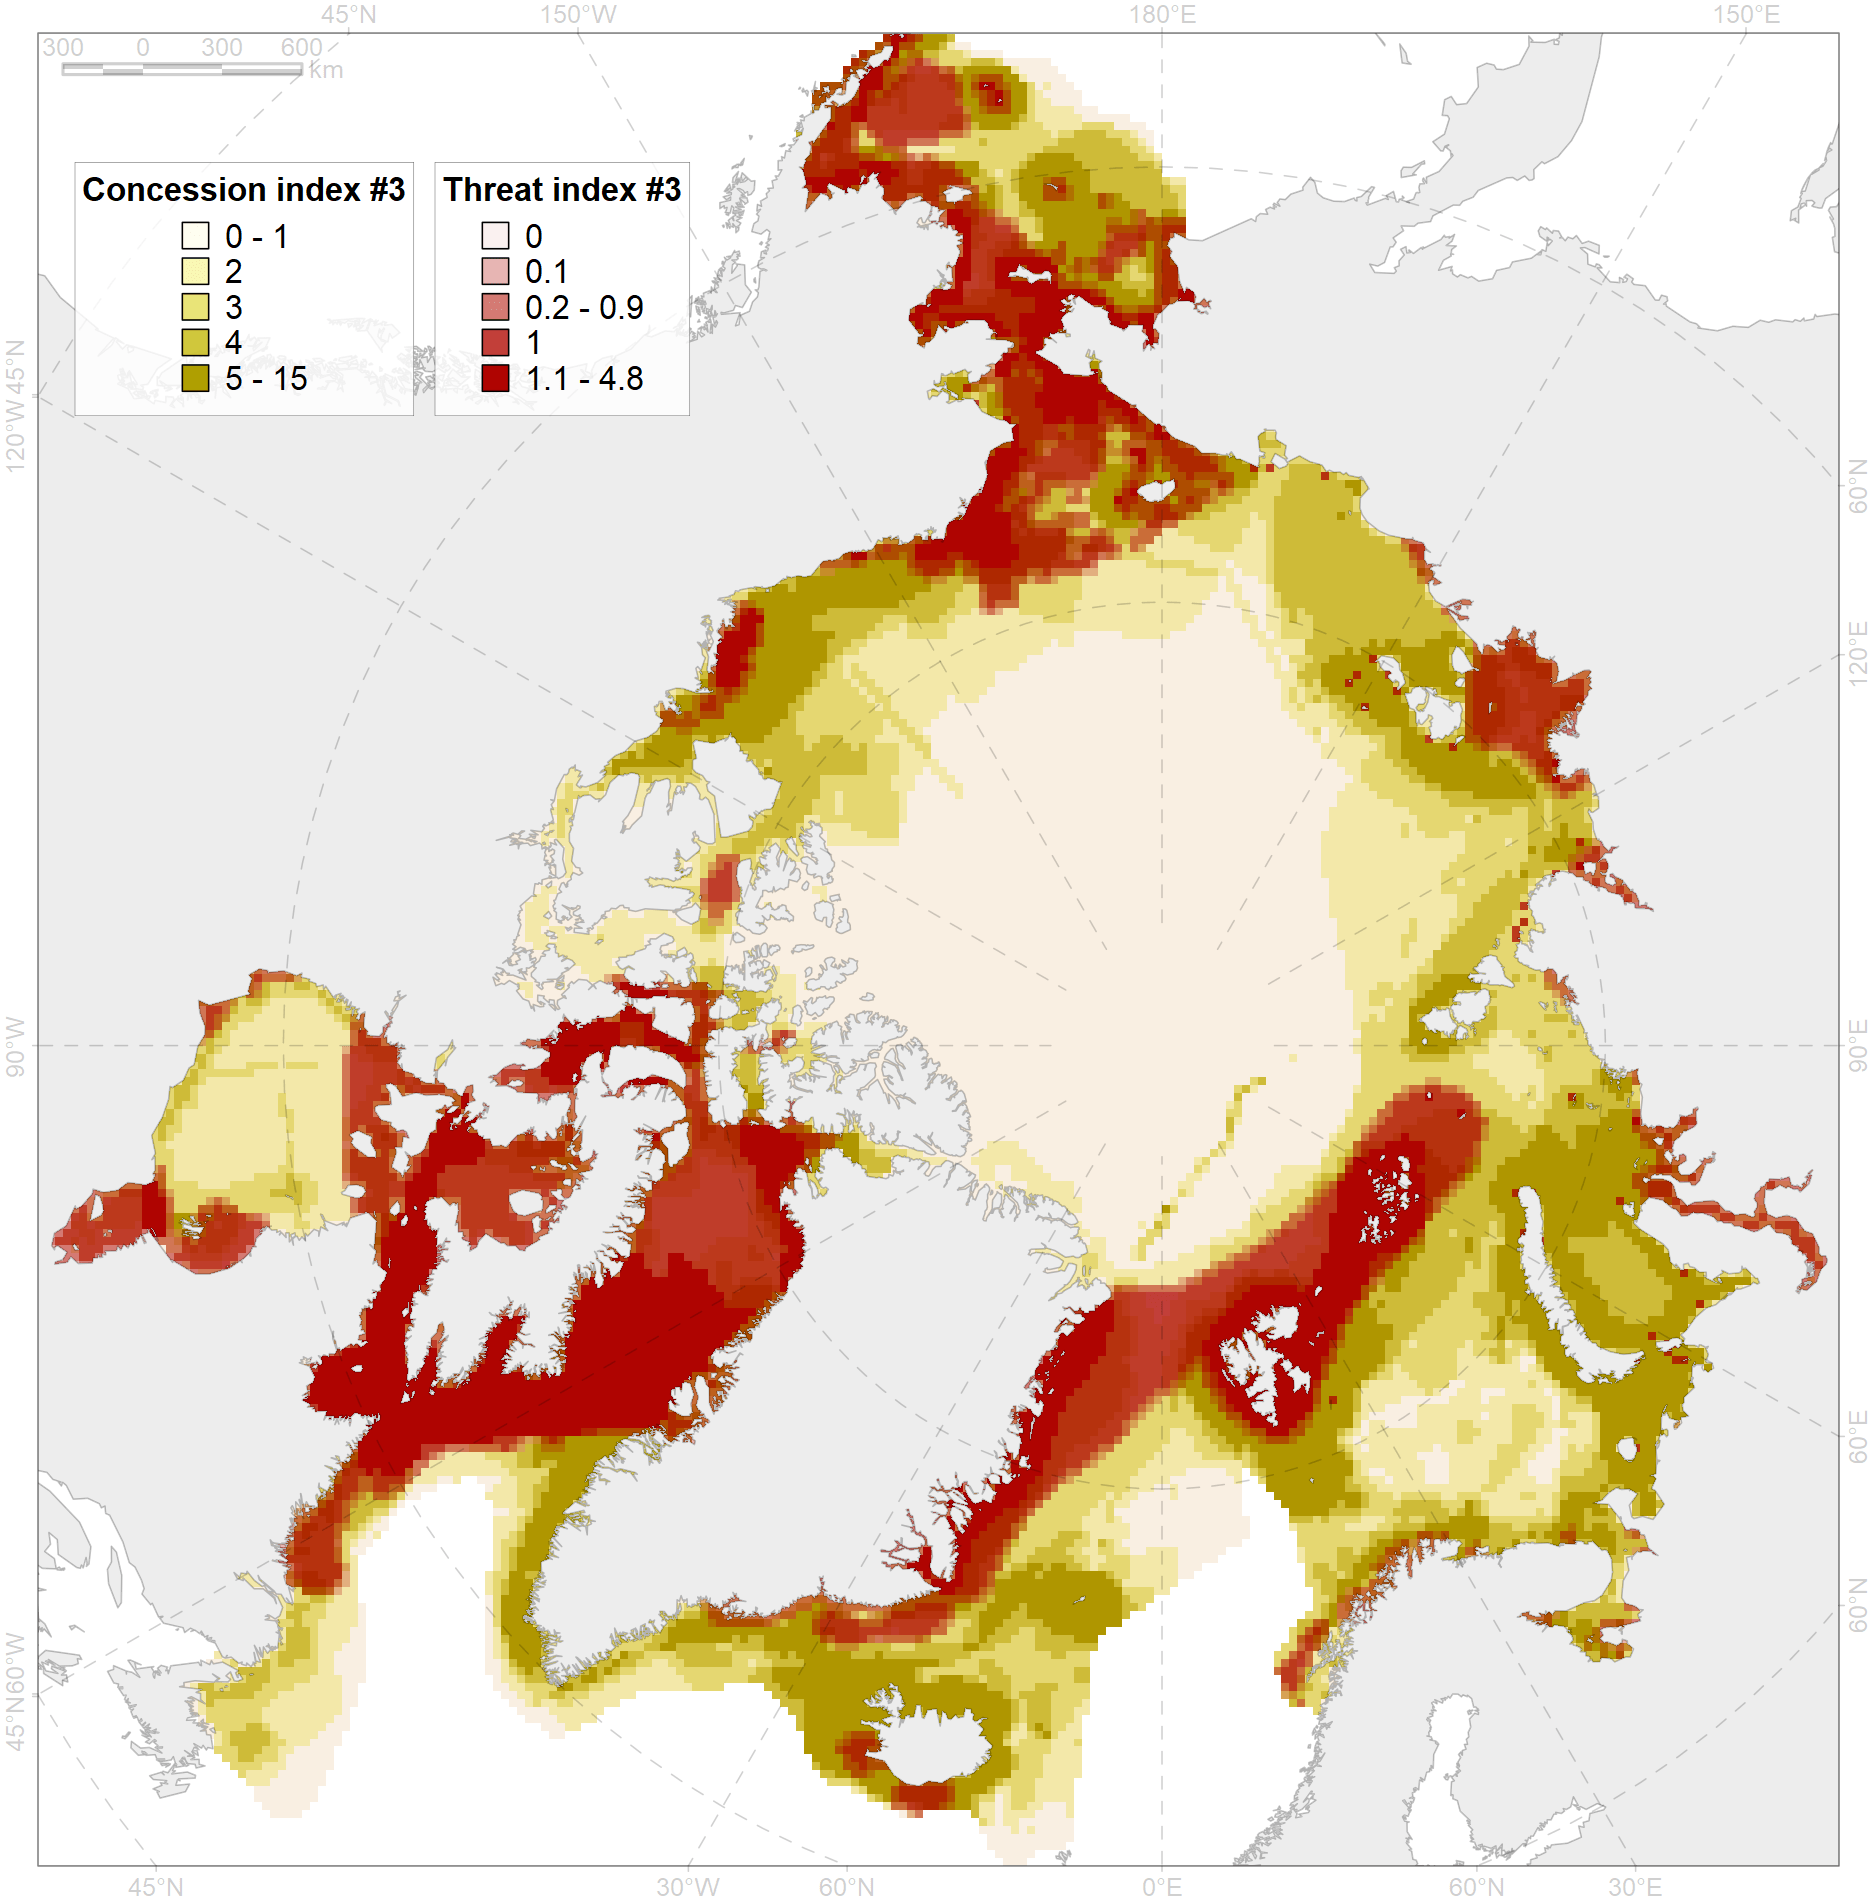 45°N 150°W 180°E 150°E
300 0 300 600 km
Concession index #3
0 - 1
2
3
4
5 - 15
Threat index #3
0
0.1
0.2 - 0.9
1
1.1 - 4.8
120°W 45°N
90°W
45°N 60°W
60°N
120°E
90°E
60°E
60°N
45°N 30°W 60°N 0°E 60°N 30°E